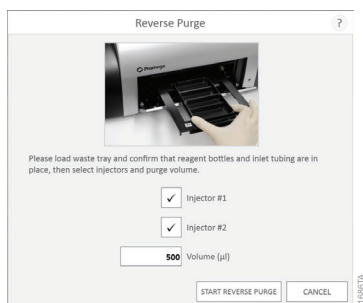 Reverse Purge
?
Promega
Please load waste tray and confirm that reagent bottles and inlet tubing are in
place, then select injectors and purge volume.
✓ Injector #1
✓ Injector #2
500 Volume (µl)
START REVERSE PURGE CANCEL